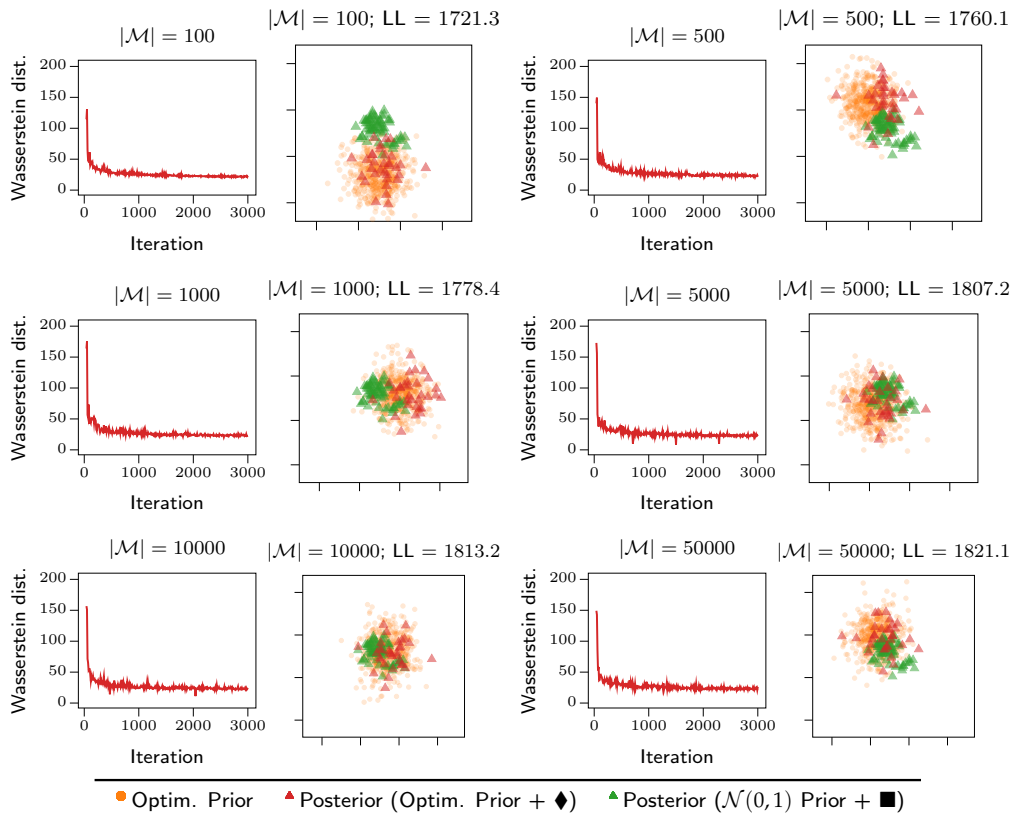 |M| = 100
|M| = 100; LL = 1721.3
|M| = 500
|M| = 500; LL = 1760.1
Wasserstein dist.
200
150
100
50
0
0 1000 2000 3000
Iteration
Wasserstein dist.
200
150
100
50
0
0 1000 2000 3000
Iteration
|M| = 1000
|M| = 1000; LL = 1778.4
|M| = 5000
|M| = 5000; LL = 1807.2
Wasserstein dist.
200
150
100
50
0
0 1000 2000 3000
Iteration
Wasserstein dist.
200
150
100
50
0
0 1000 2000 3000
Iteration
|M| = 10000
|M| = 10000; LL = 1813.2
|M| = 50000
|M| = 50000; LL = 1821.1
Wasserstein dist.
200
150
100
50
0
0 1000 2000 3000
Iteration
Wasserstein dist.
200
150
100
50
0
0 1000 2000 3000
Iteration
Optim. Prior
Posterior (Optim. Prior + ♦)
Posterior (𝒩(0,1) Prior + ■)